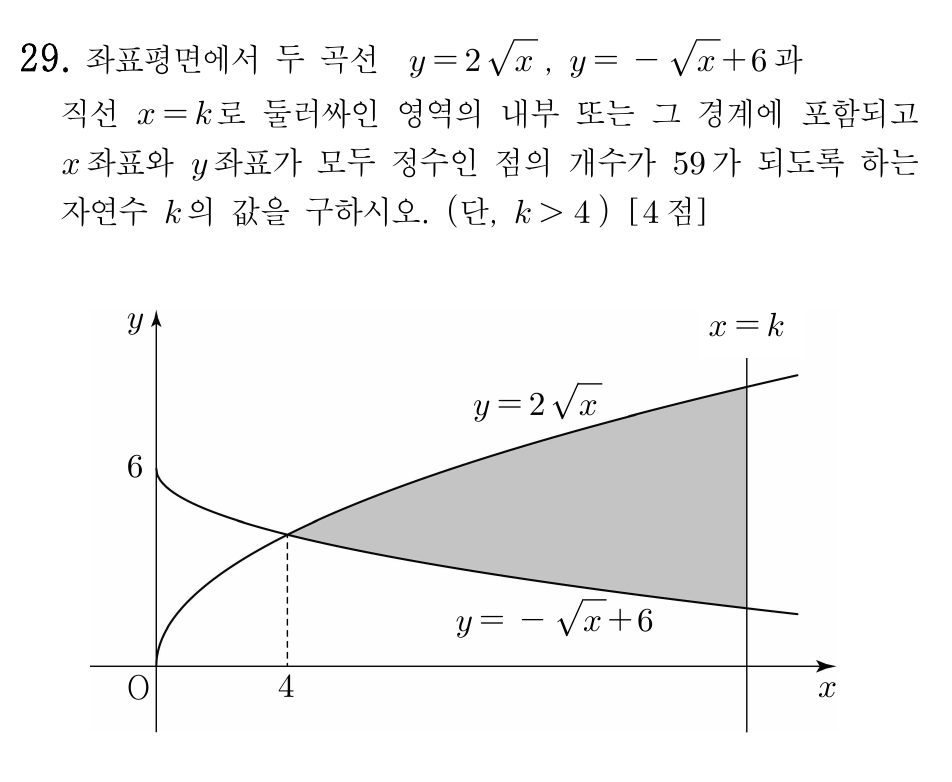 29. 좌표평면에서 두 곡선 y=2√x, y=-√x+6과
직선 x=k로 둘러싸인 영역의 내부 또는 그 경계에 포함되고
x좌표와 y좌표가 모두 정수인 점의 개수가 59가 되도록 하는
자연수 k의 값을 구하시오. (단, k>4) [4점]
y
x=k
y=2√x
6
y=-√x+6
O
4
x